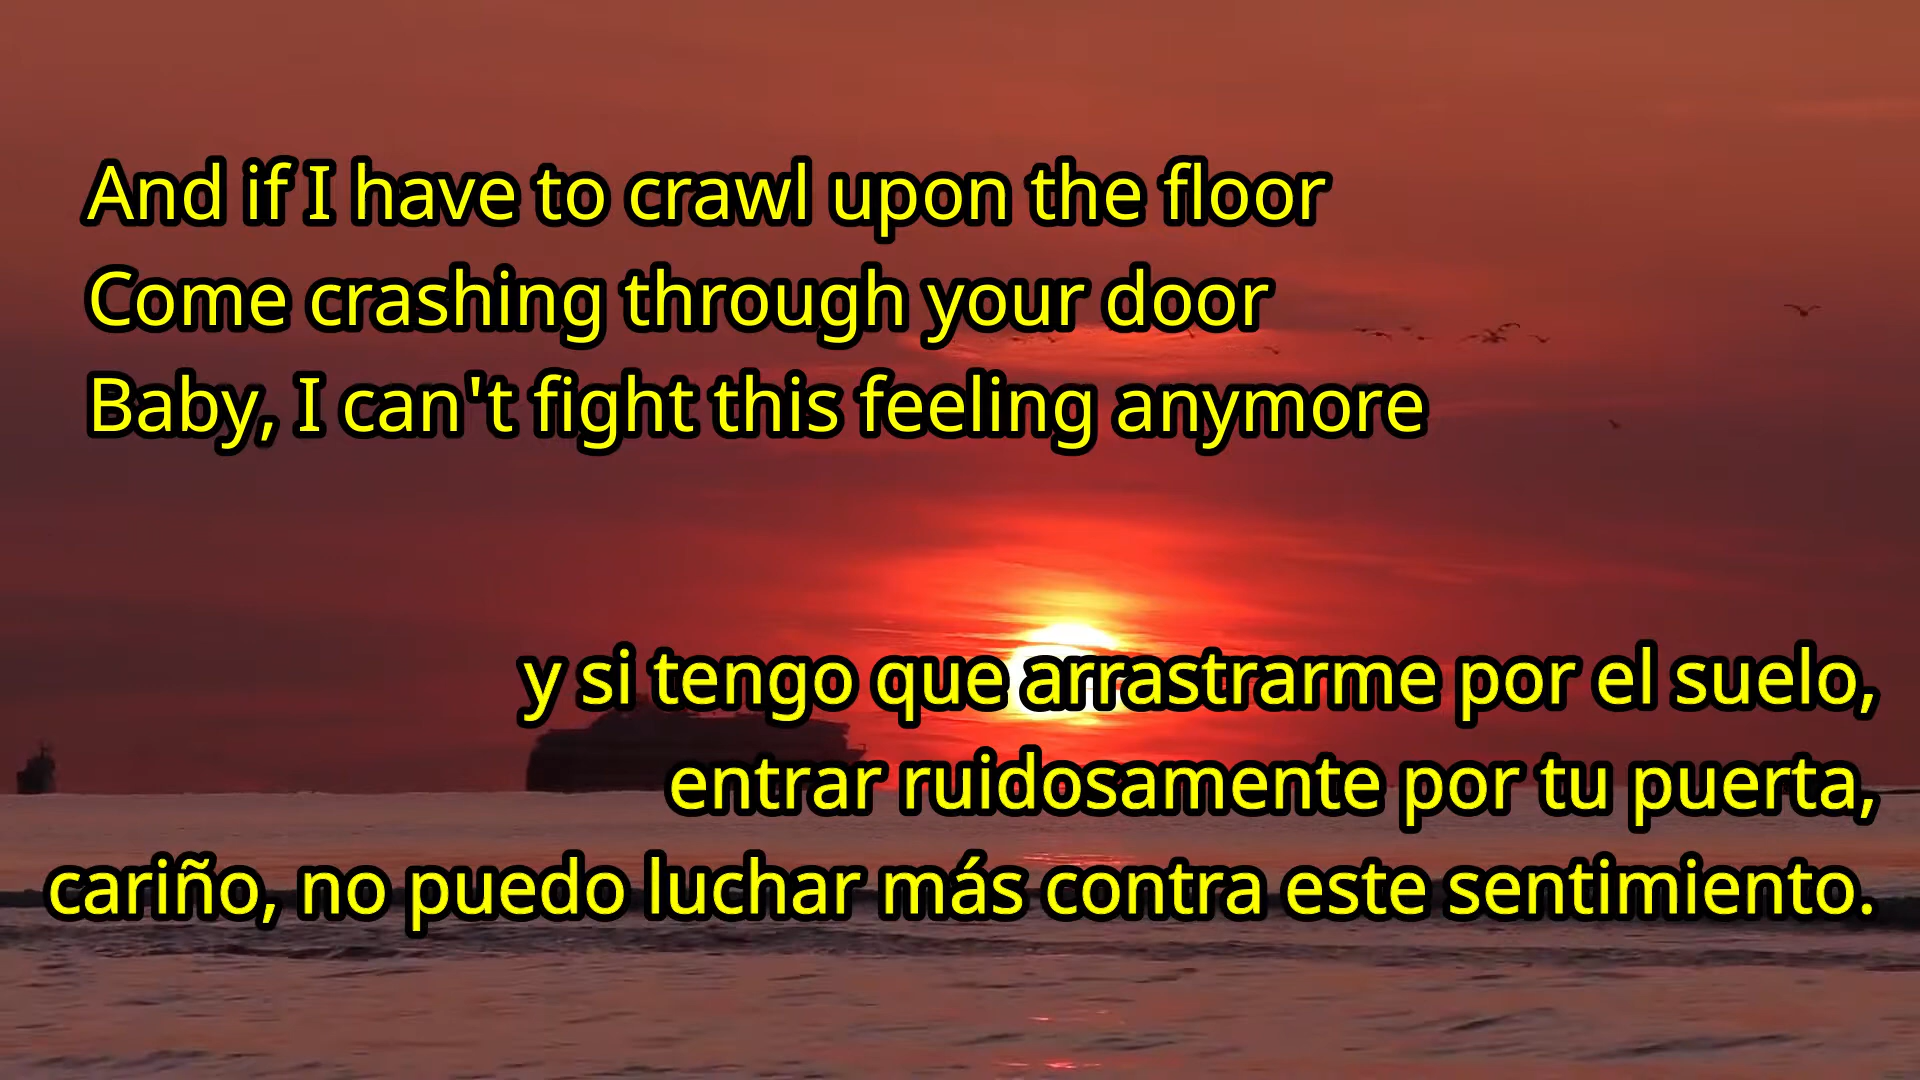 And if I have to crawl upon the floor
Come crashing through your door
Baby, I can't fight this feeling anymore
y si tengo que arrastrarme por el suelo,
entrar ruidosamente por tu puerta,
cariño, no puedo luchar más contra este sentimiento.